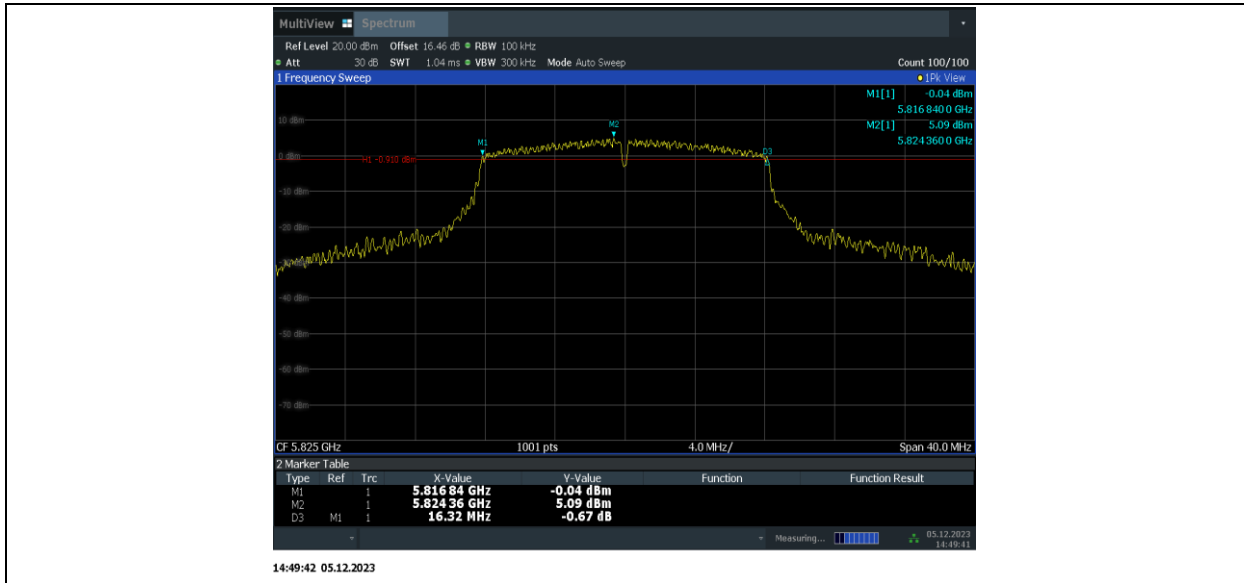 MultiView Spectrum
Ref Level 20.00 dBm Offset 16.46 dB RBW 100 kHz
Att 30 dB SWT 1.04 ms VBW 300 kHz Mode Auto Sweep Count 100/100
1 Frequency Sweep 1Pk View
M1[1] -0.04 dBm
5.816 840 0 GHz
M2[1] 5.09 dBm
5.824 360 0 GHz
10 dBm
M2
M1
0 dBm
H1 -0.910 dBm
D3
-10 dBm
-20 dBm
-30 dBm
-40 dBm
-50 dBm
-60 dBm
-70 dBm
CF 5.825 GHz 1001 pts 4.0 MHz/ Span 40.0 MHz
2 Marker Table
Type Ref Trc X-Value Y-Value Function Function Result
M1 1 5.816 84 GHz -0.04 dBm
M2 1 5.824 36 GHz 5.09 dBm
D3 M1 1 16.32 MHz -0.67 dB
Measuring... 05.12.2023
14:49:41
14:49:42 05.12.2023